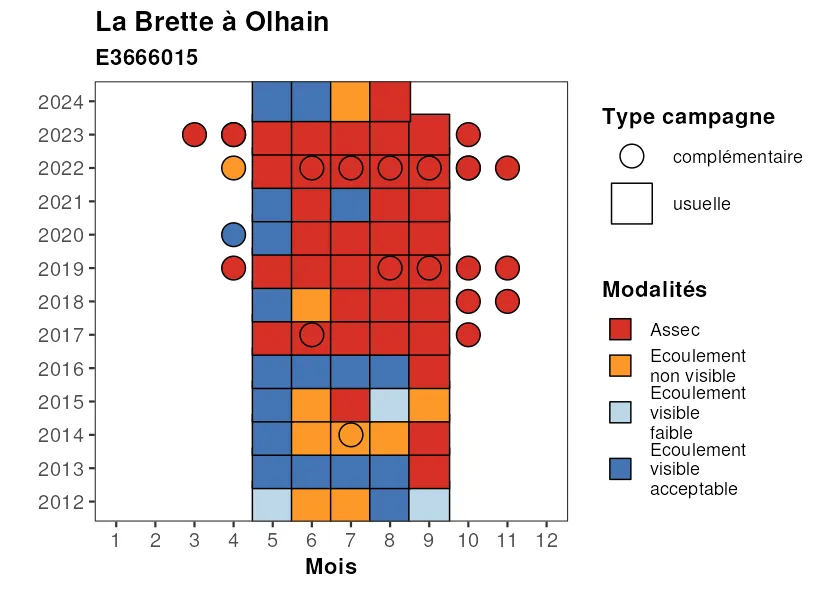 La Brette à Olhain
E3666015
2024
2023
2022
2021
2020
2019
2018
2017
2016
2015
2014
2013
2012
1 2 3 4 5 6 7 8 9 10 11 12
Mois
Type campagne
complémentaire
usuelle
Modalités
Assec
Ecoulement
non visible
Ecoulement
visible
faible
Ecoulement
visible
acceptable